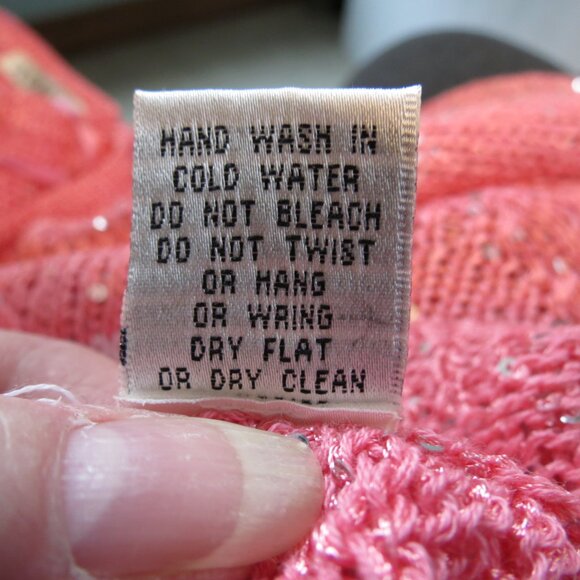 HAND WASH IN
COLD WATER
DO NOT BLEACH
DO NOT TWIST
OR HANG
OR WRING
DRY FLAT
OR DRY CLEAN